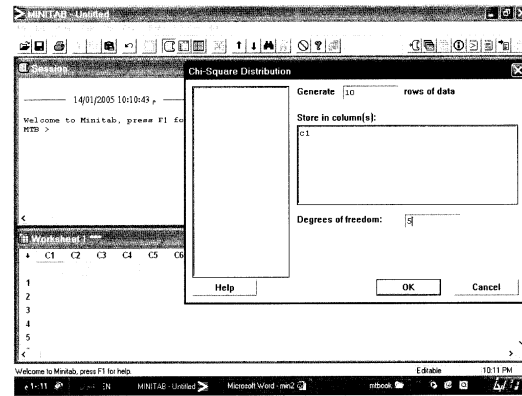 MINITAB - Untitled
Session
14/01/2005 10:10:43 م
Welcome to Minitab, press F1 fo
MTB >
Chi-Square Distribution
Generate 10 rows of data
Store in column(s):
c1
Degrees of freedom: 5
Help OK Cancel
Worksheet 1
C1 C2 C3 C4 C5 C6
1
2
3
4
5
Welcome to Minitab, press F1 for help. Editable 10:11 PM
EN MINITAB - Untitled Microsoft Word - min2 mtbook